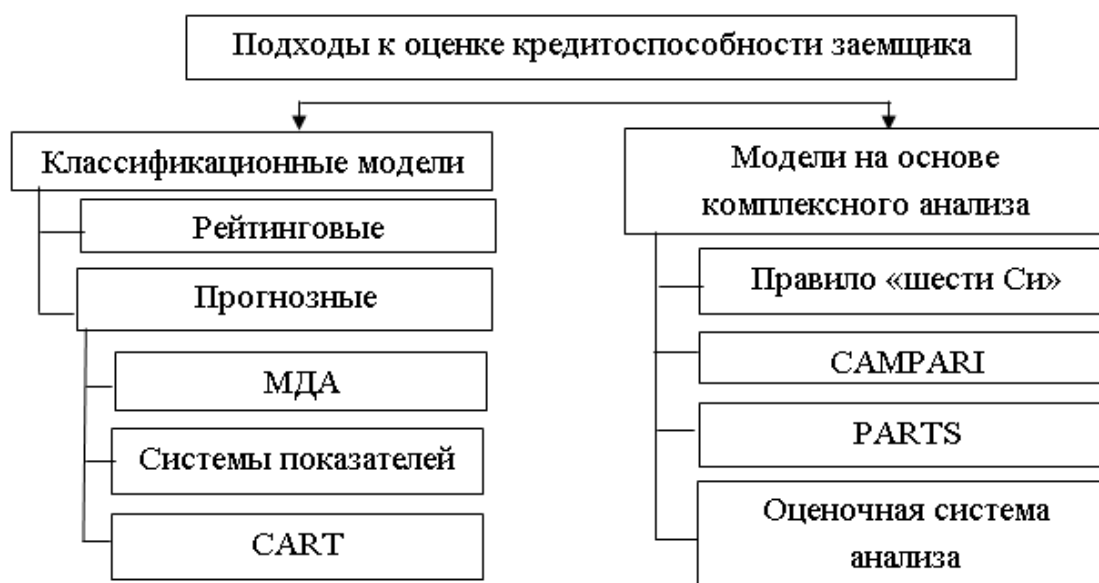 Подходы к оценке кредитоспособности заемщика
Классификационные модели
Рейтинговые
Прогнозные
МДА
Системы показателей
CART
Модели на основе
комплексного анализа
Правило «шести Си»
CAMPARI
PARTS
Оценочная система
анализа